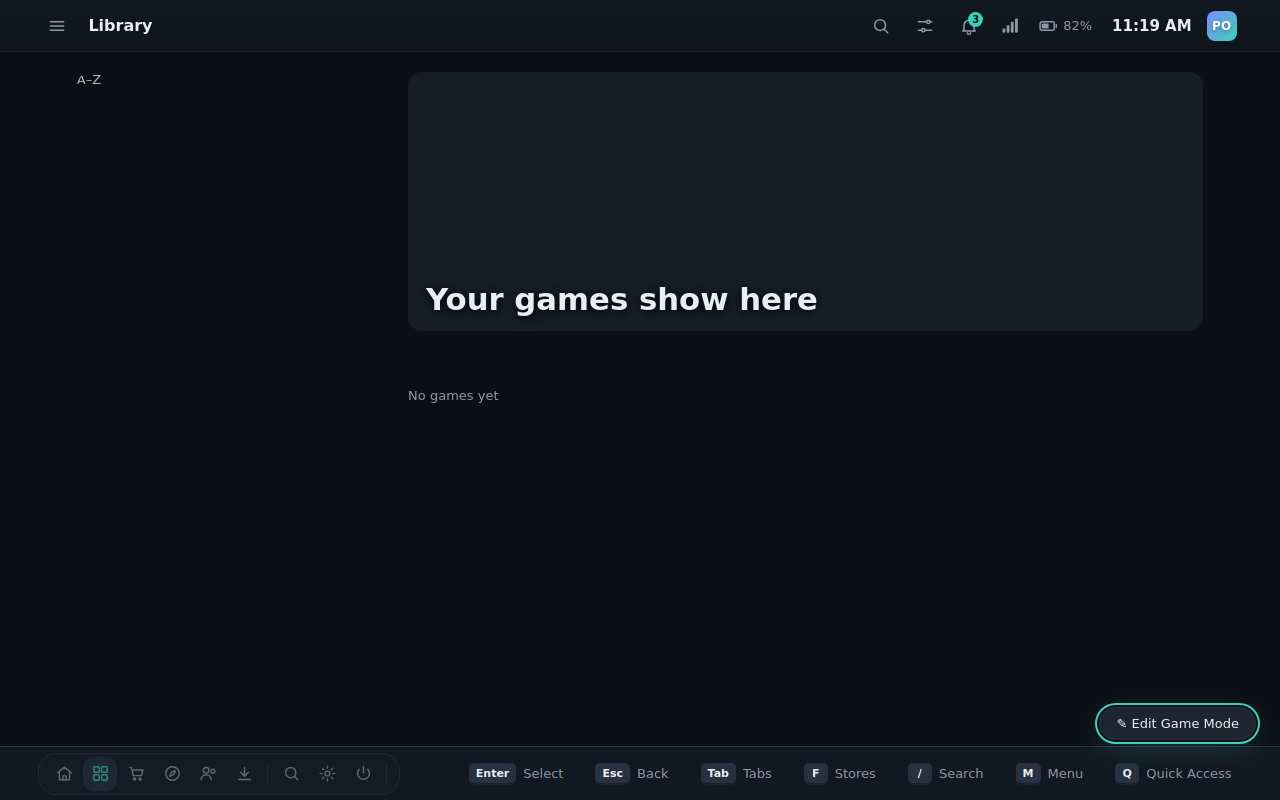 Library
3
82%
11:19 AM
PO
A–Z
Your games show here
No games yet
✎ Edit Game Mode
Enter Select
Esc Back
Tab Tabs
F Stores
/ Search
M Menu
Q Quick Access